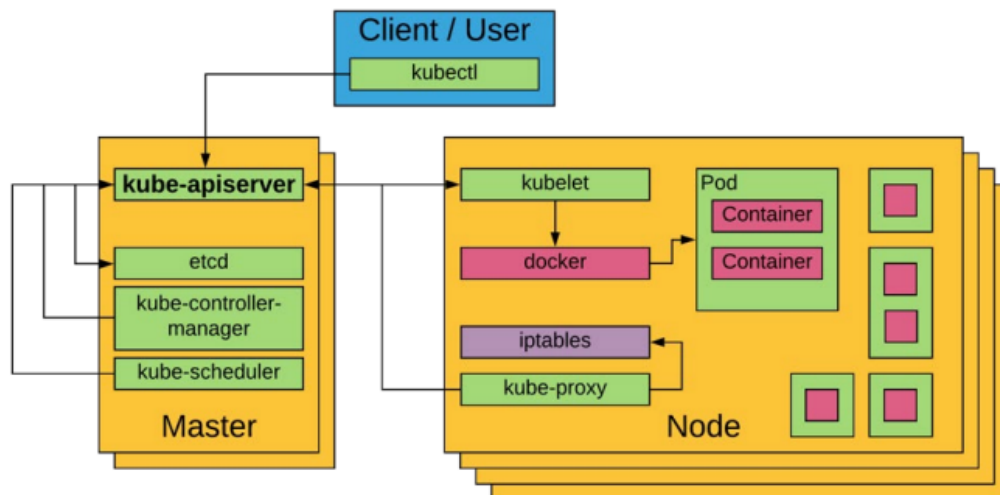 Client / User
kubectl
kube-apiserver
etcd
kube-controller-
manager
kube-scheduler
Master
kubelet
docker
iptables
kube-proxy
Pod
Container
Container
Node